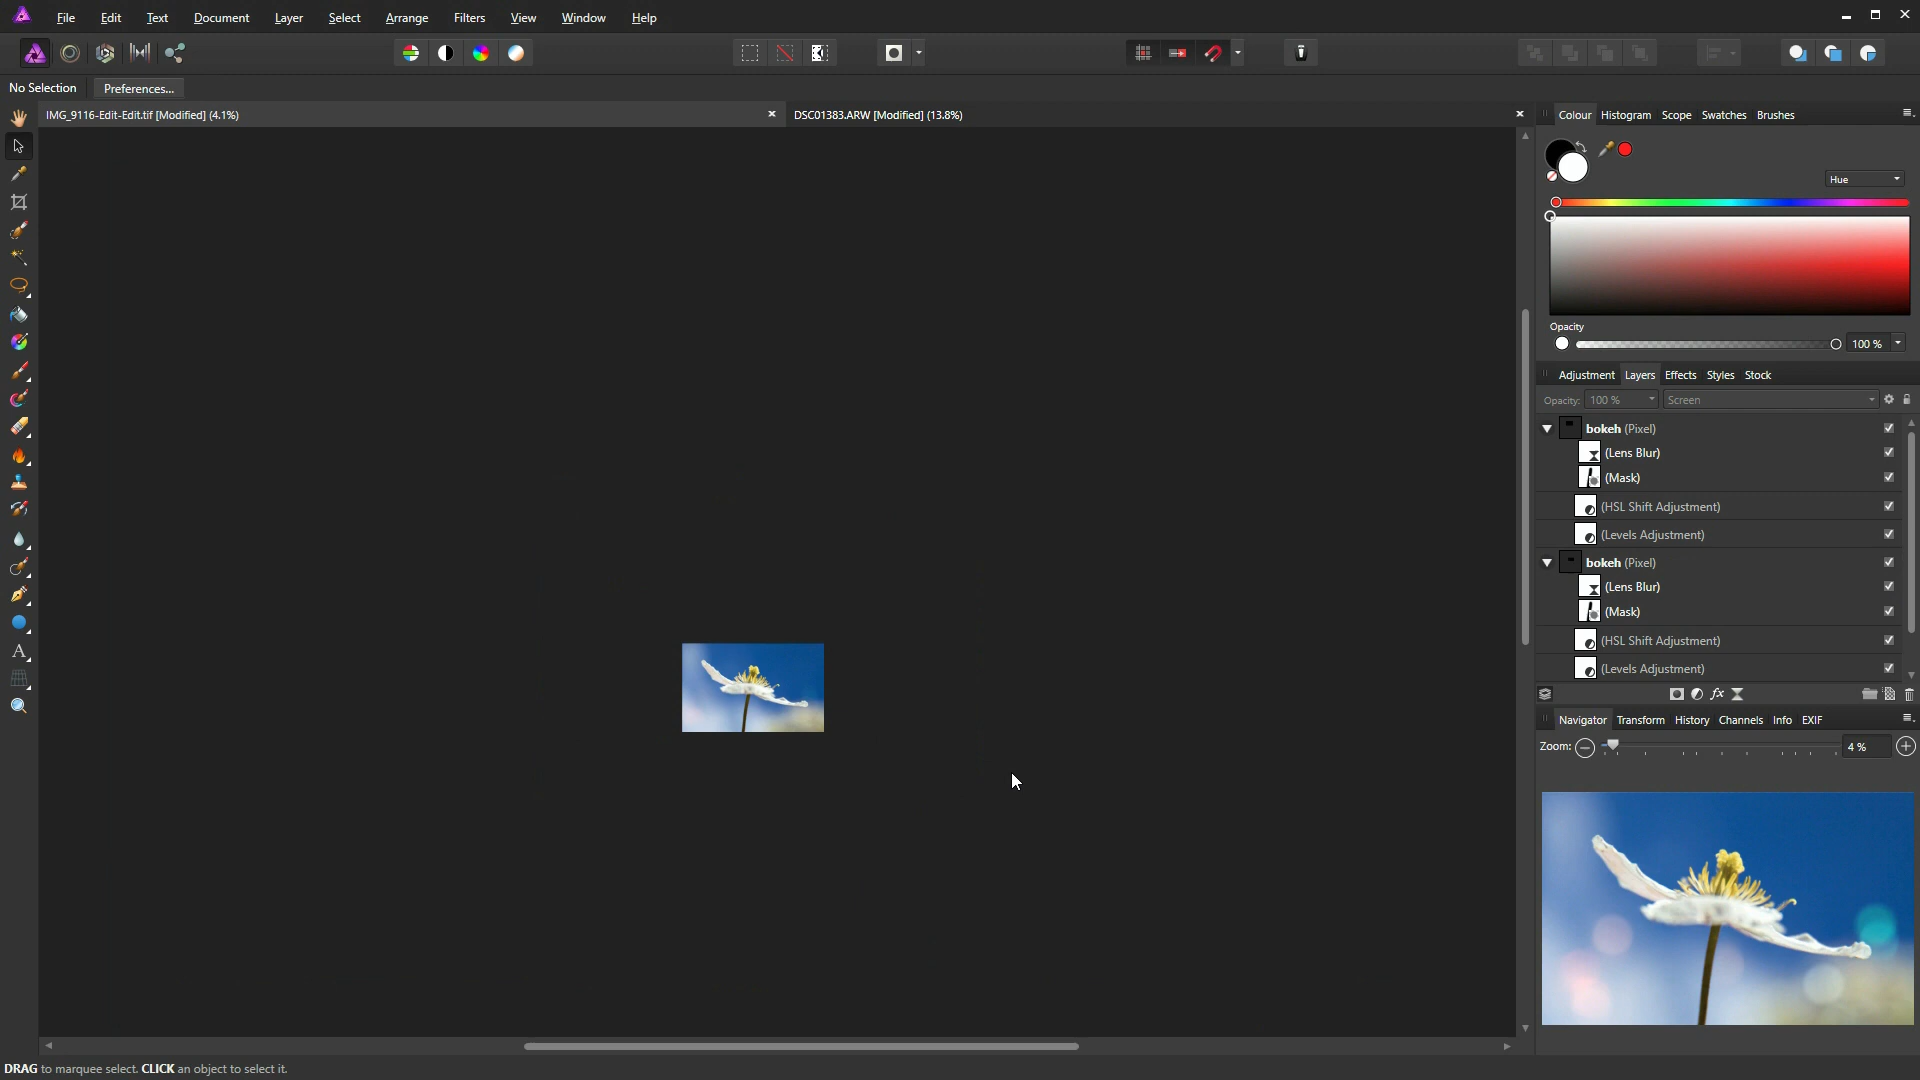 File Edit Text Document Layer Select Arrange Filters View Window Help
No Selection Preferences...
IMG_9116-Edit-Edit.tif [Modified] (4.1%) DSC01383.ARW [Modified] (13.8%)
Colour Histogram Scope Swatches Brushes
Hue
Opacity
100 %
Adjustment Layers Effects Styles Stock
Opacity: 100 % Screen
bokeh (Pixel)
(Lens Blur)
(Mask)
(HSL Shift Adjustment)
(Levels Adjustment)
bokeh (Pixel)
(Lens Blur)
(Mask)
(HSL Shift Adjustment)
(Levels Adjustment)
fx
Navigator Transform History Channels Info EXIF
Zoom: 4 %
A
DRAG to marquee select. CLICK an object to select it.